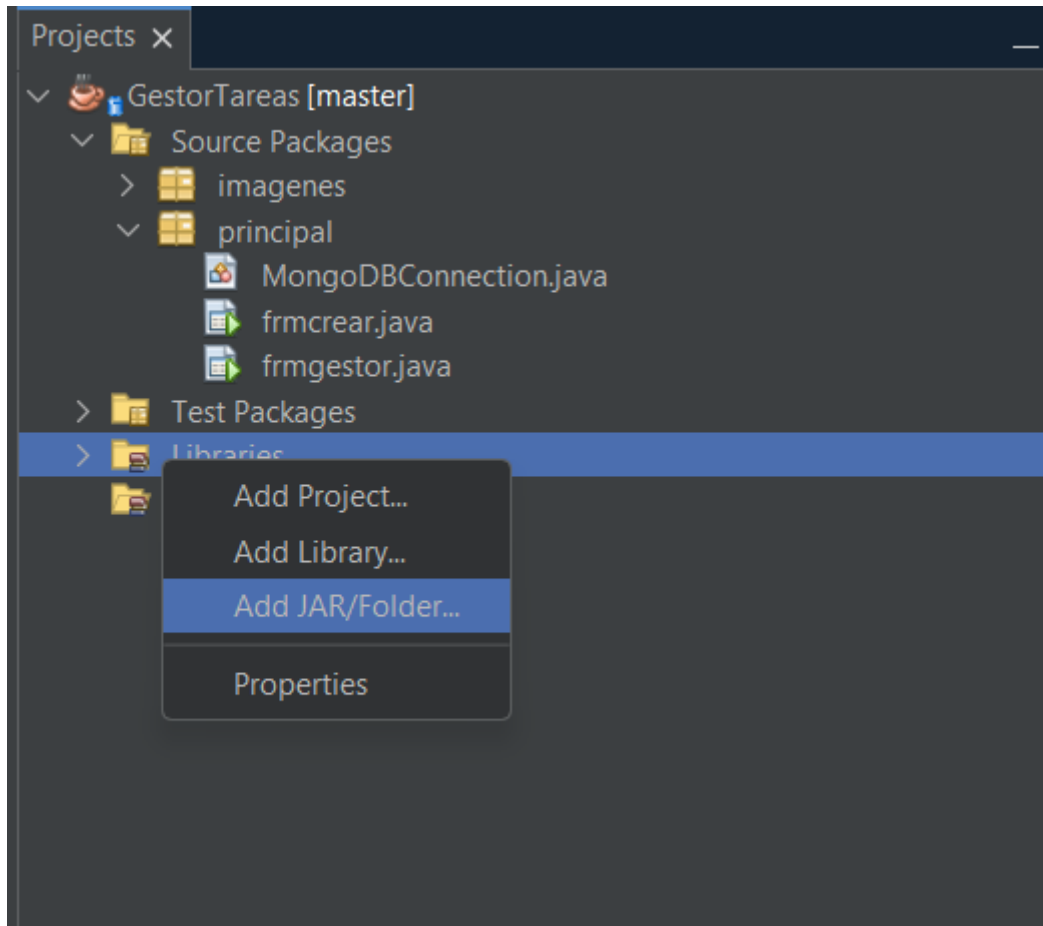 Projects
GestorTareas [master]
Source Packages
imagenes
principal
MongoDBConnection.java
frmcrear.java
frmgestor.java
Test Packages
Libraries
Add Project...
Add Library...
Add JAR/Folder...
Properties